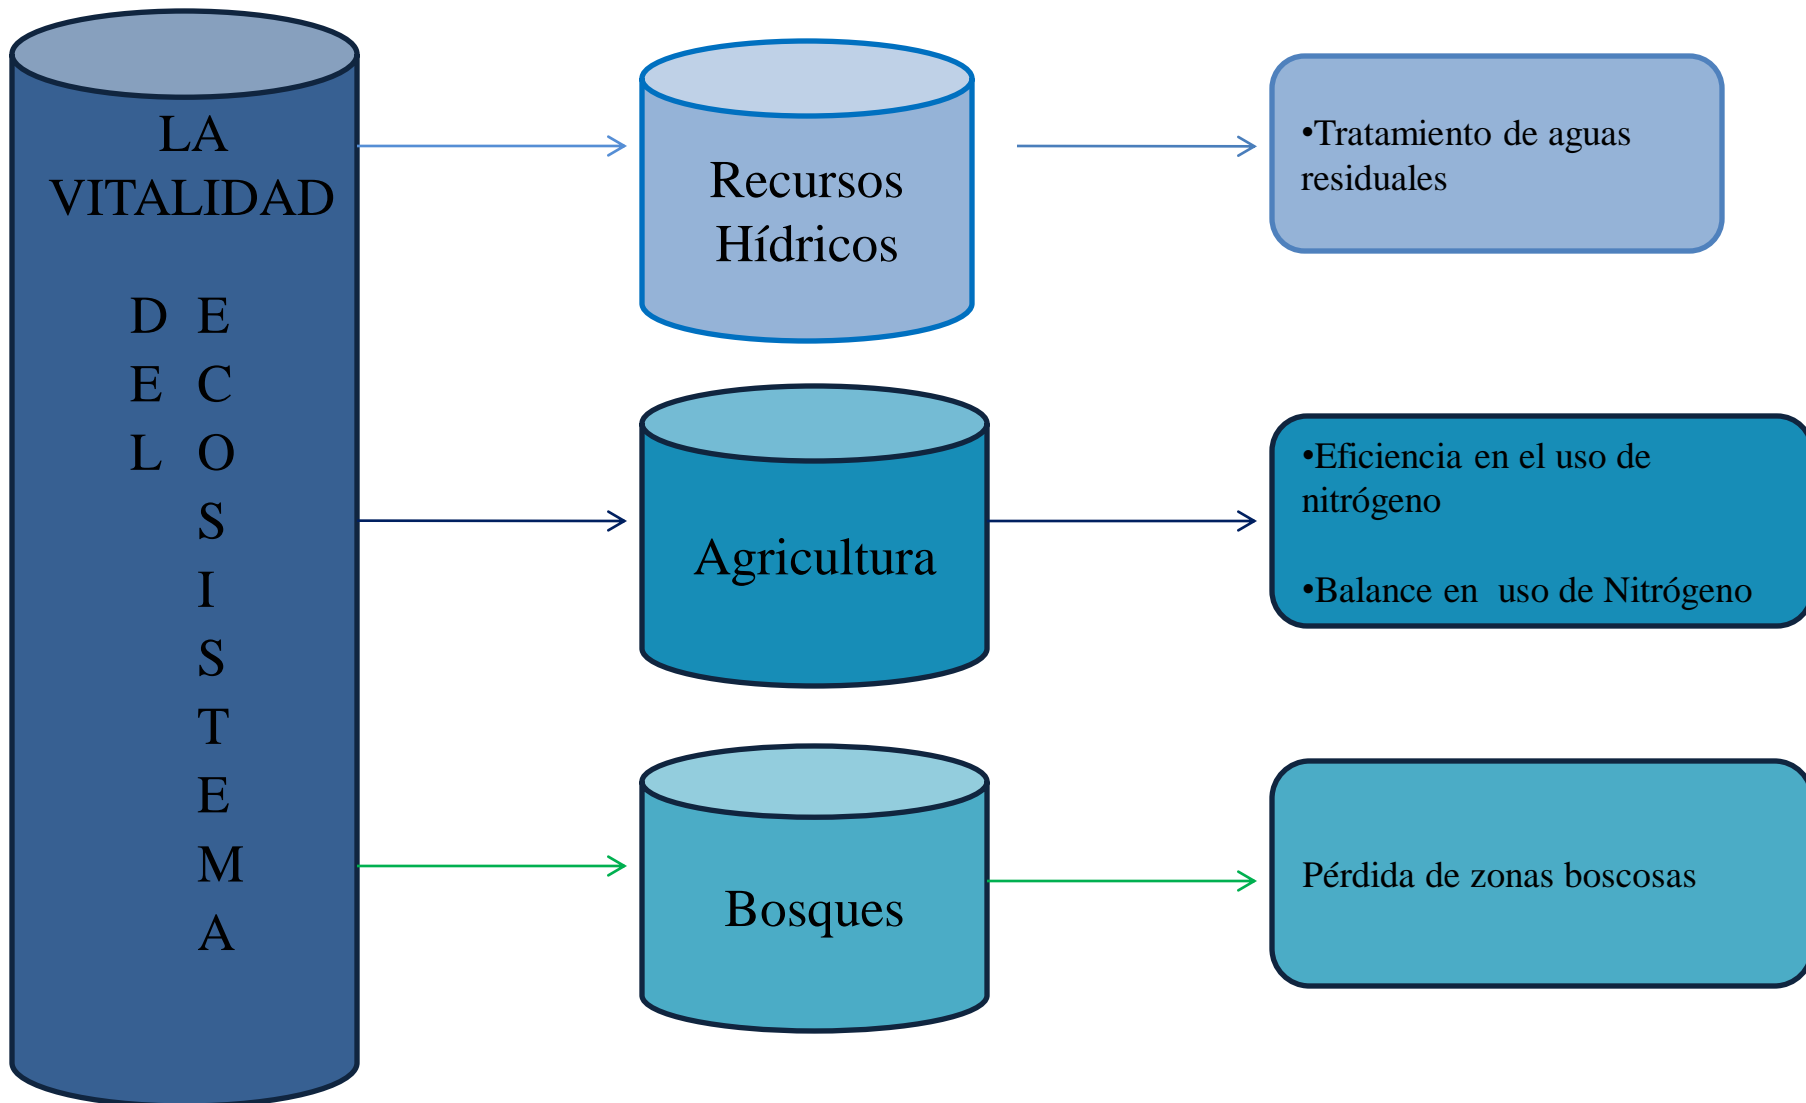 LA
VITALIDAD
D E
E C
L O
S
I
S
T
E
M
A
Recursos
Hídricos
•Tratamiento de aguas
residuales
Agricultura
•Eficiencia en el uso de
nitrógeno
•Balance en  uso de Nitrógeno
Bosques
Pérdida de zonas boscosas